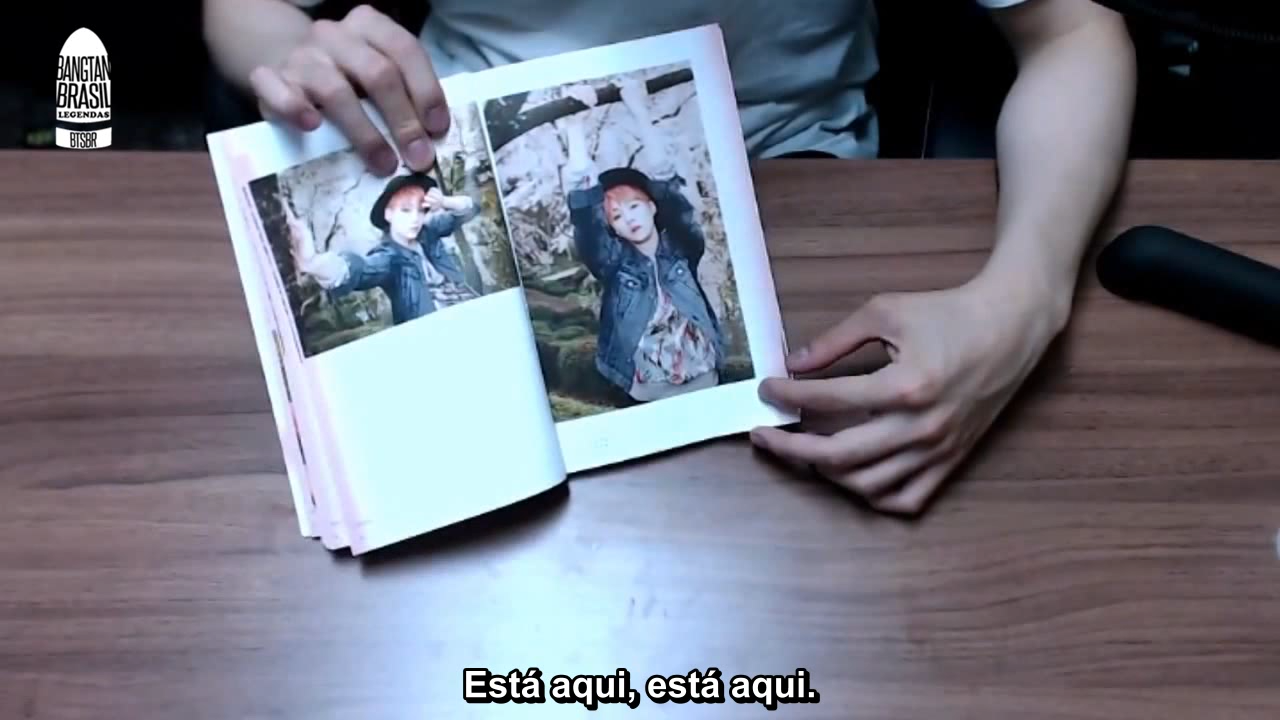 BANGTAN
BRASIL
LEGENDAS
BTSBR
Está aqui, está aqui.